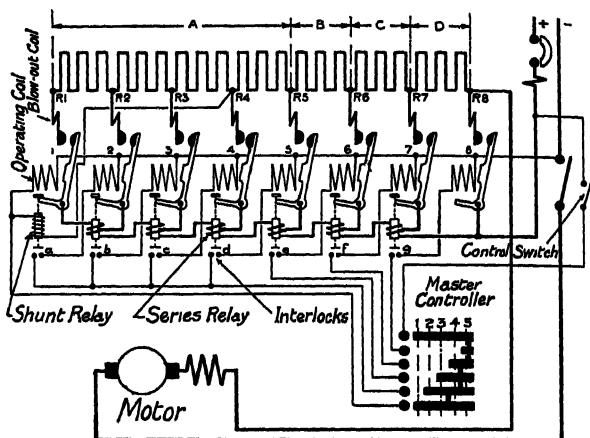 A B C D
+ -
R1 R2 R3 R4 R5 R6 R7 R8
Operating Coil
Blow-out Coil
2 3 4 5 6 7 8
a b c d e f g
Control Switch
Shunt Relay
Series Relay
Interlocks
Master
Controller
1 2 3 4 5
Motor